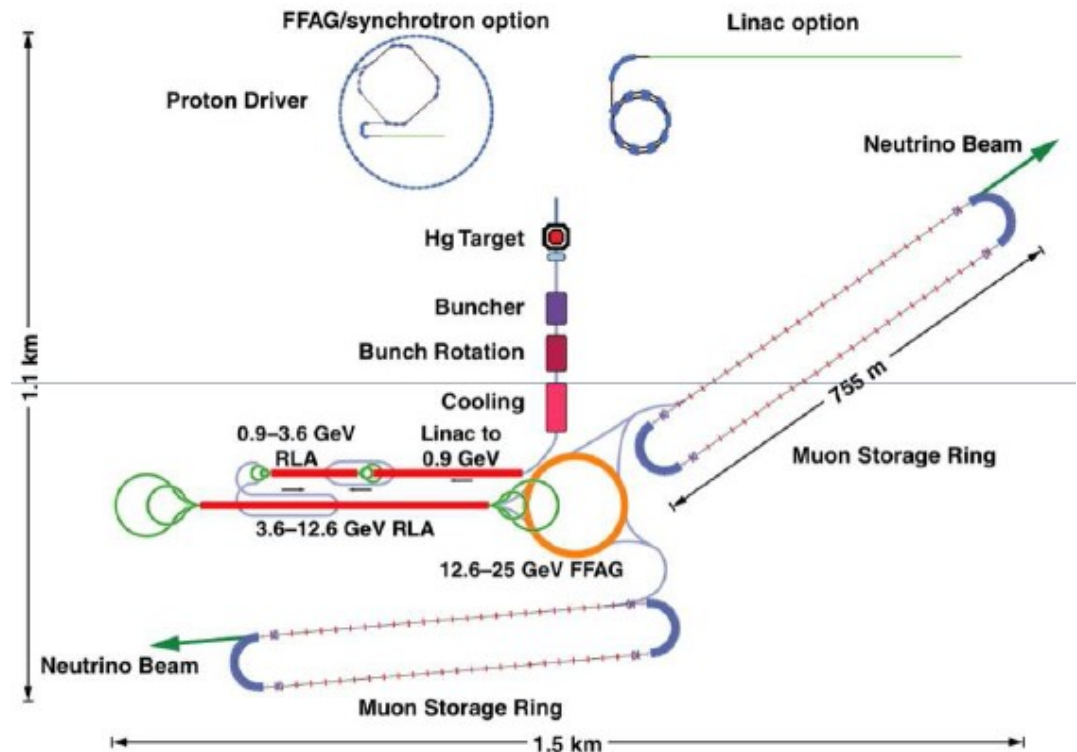 FFAG/synchrotron option
Linac option
Proton Driver
Neutrino Beam
Hg Target
Buncher
Bunch Rotation
1.1 km
755 m
Cooling
0.9–3.6 GeV
RLA
Linac to
0.9 GeV
Muon Storage Ring
3.6–12.6 GeV RLA
12.6–25 GeV FFAG
Neutrino Beam
Muon Storage Ring
1.5 km